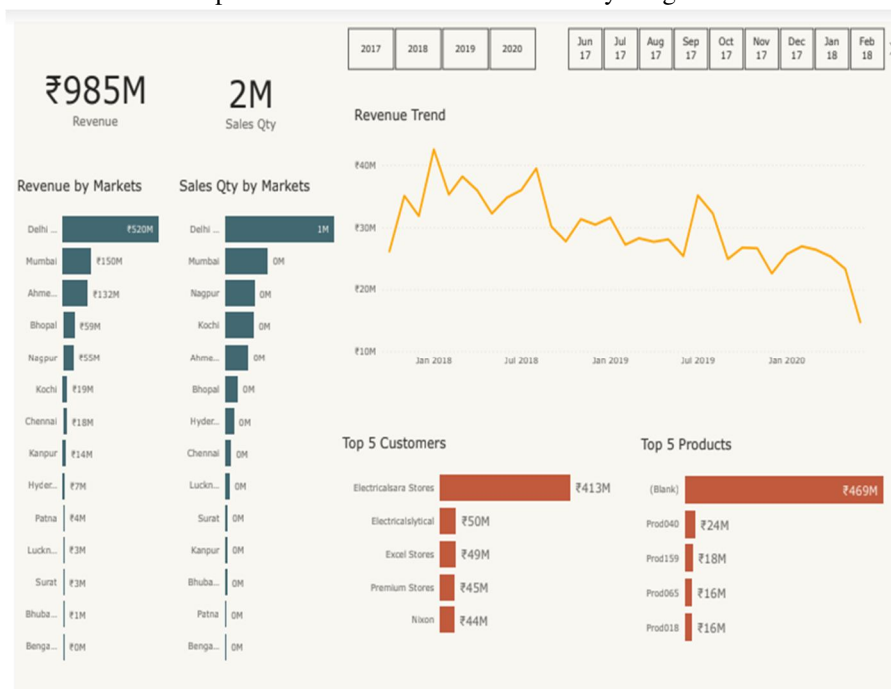 2017 2018 2019 2020
Jun 17 Jul 17 Aug 17 Sep 17 Oct 17 Nov 17 Dec 17 Jan 18 Feb 18
₹985M
Revenue
2M
Sales Qty
Revenue Trend
₹40M
₹30M
₹20M
₹10M
Jan 2018 Jul 2018 Jan 2019 Jul 2019 Jan 2020
Revenue by Markets
Delhi ... ₹520M
Mumbai ₹150M
Ahme... ₹132M
Bhopal ₹59M
Nagpur ₹55M
Kochi ₹19M
Chennai ₹18M
Kanpur ₹14M
Hyder... ₹7M
Patna ₹4M
Luckn... ₹3M
Surat ₹3M
Bhuba... ₹1M
Benga... ₹0M
Sales Qty by Markets
Delhi ... 1M
Mumbai 0M
Nagpur 0M
Kochi 0M
Ahme... 0M
Bhopal 0M
Hyder... 0M
Chennai 0M
Luckn... 0M
Surat 0M
Kanpur 0M
Bhuba... 0M
Patna 0M
Benga... 0M
Top 5 Customers
Electricalsara Stores ₹413M
Electricalslytical ₹50M
Excel Stores ₹49M
Premium Stores ₹45M
Nixon ₹44M
Top 5 Products
(Blank) ₹469M
Prod040 ₹24M
Prod159 ₹18M
Prod065 ₹16M
Prod018 ₹16M